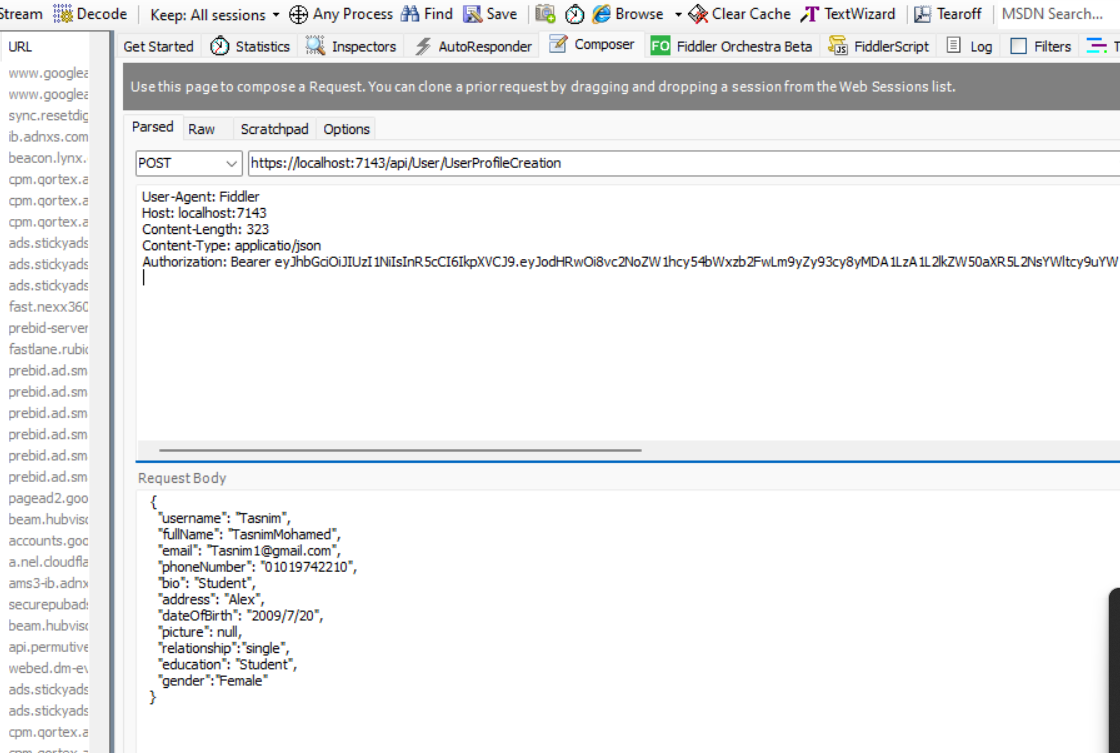 Stream Decode Keep: All sessions Any Process Find Save Browse Clear Cache TextWizard Tearoff MSDN Search...
URL
Get Started Statistics Inspectors AutoResponder Composer FO Fiddler Orchestra Beta JS FiddlerScript Log Filters T
Use this page to compose a Request. You can clone a prior request by dragging and dropping a session from the Web Sessions list.
Parsed Raw Scratchpad Options
POST https://localhost:7143/api/User/UserProfileCreation
User-Agent: Fiddler
Host: localhost:7143
Content-Length: 323
Content-Type: applicatio/json
Authorization: Bearer eyJhbGciOiJIUzI1NiIsInR5cCI6IkpXVCJ9.eyJodHRwOi8vc2NoZW1hcy54bWxzb2FwLm9yZy93cy8yMDA1LzA1L2lkZW50aXR5L2NsYWltcy9uYW
www.googlea
www.googlea
sync.resetdig
ib.adnxs.com
beacon.lynx.
cpm.qortex.a
cpm.qortex.a
cpm.qortex.a
ads.stickyads
ads.stickyads
ads.stickyads
fast.nexx360
prebid-server
fastlane.rubic
prebid.ad.sm
prebid.ad.sm
prebid.ad.sm
prebid.ad.sm
prebid.ad.sm
prebid.ad.sm
pagead2.goo
beam.hubvisc
accounts.goo
a.nel.cloudfla
ams3-ib.adnx
securepubads
beam.hubvisc
api.permutive
webed.dm-ev
ads.stickyads
ads.stickyads
cpm.qortex.a
cpm.qortex.a
Request Body
{
"username": "Tasnim",
"fullName": "TasnimMohamed",
"email": "Tasnim1@gmail.com",
"phoneNumber": "01019742210",
"bio": "Student",
"address": "Alex",
"dateOfBirth": "2009/7/20",
"picture": null,
"relationship":"single",
"education": "Student",
"gender":"Female"
}